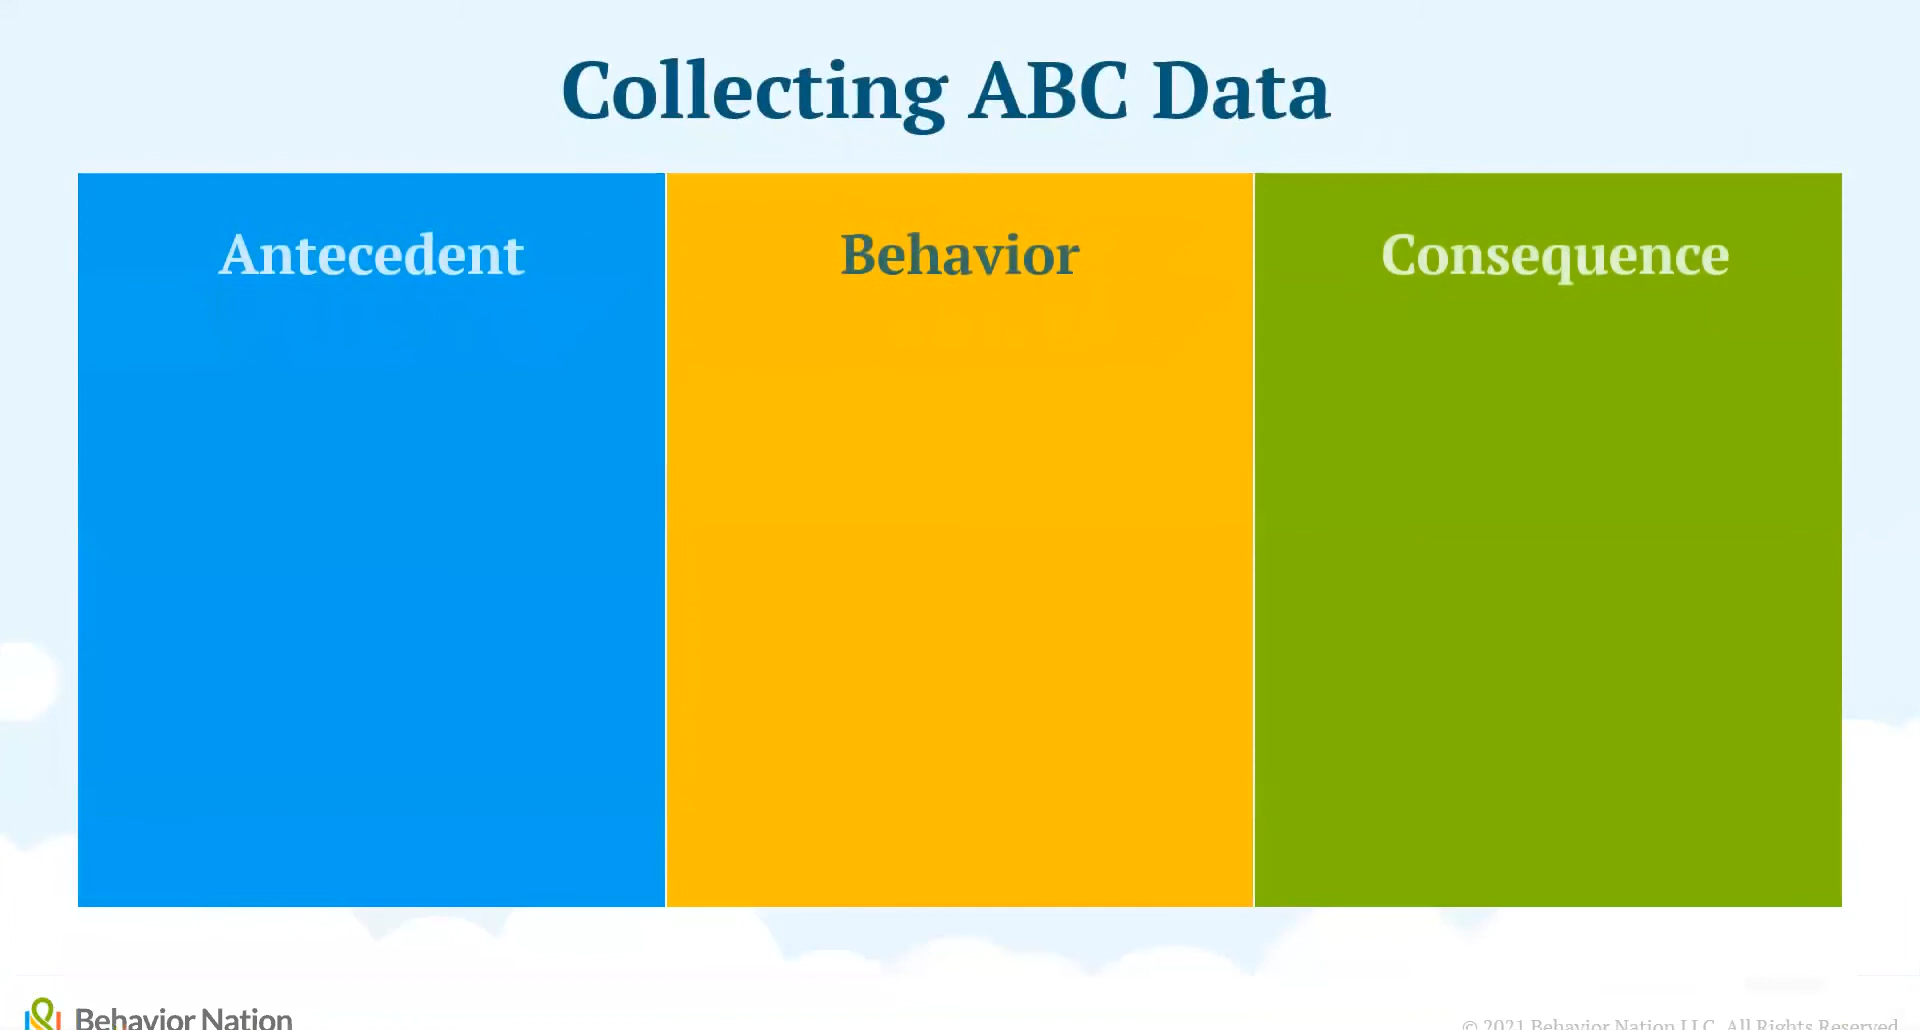 Collecting ABC Data
Antecedent
Behavior
Consequence
Behavior Nation
© 2021 Behavior Nation LLC. All Rights Reserved